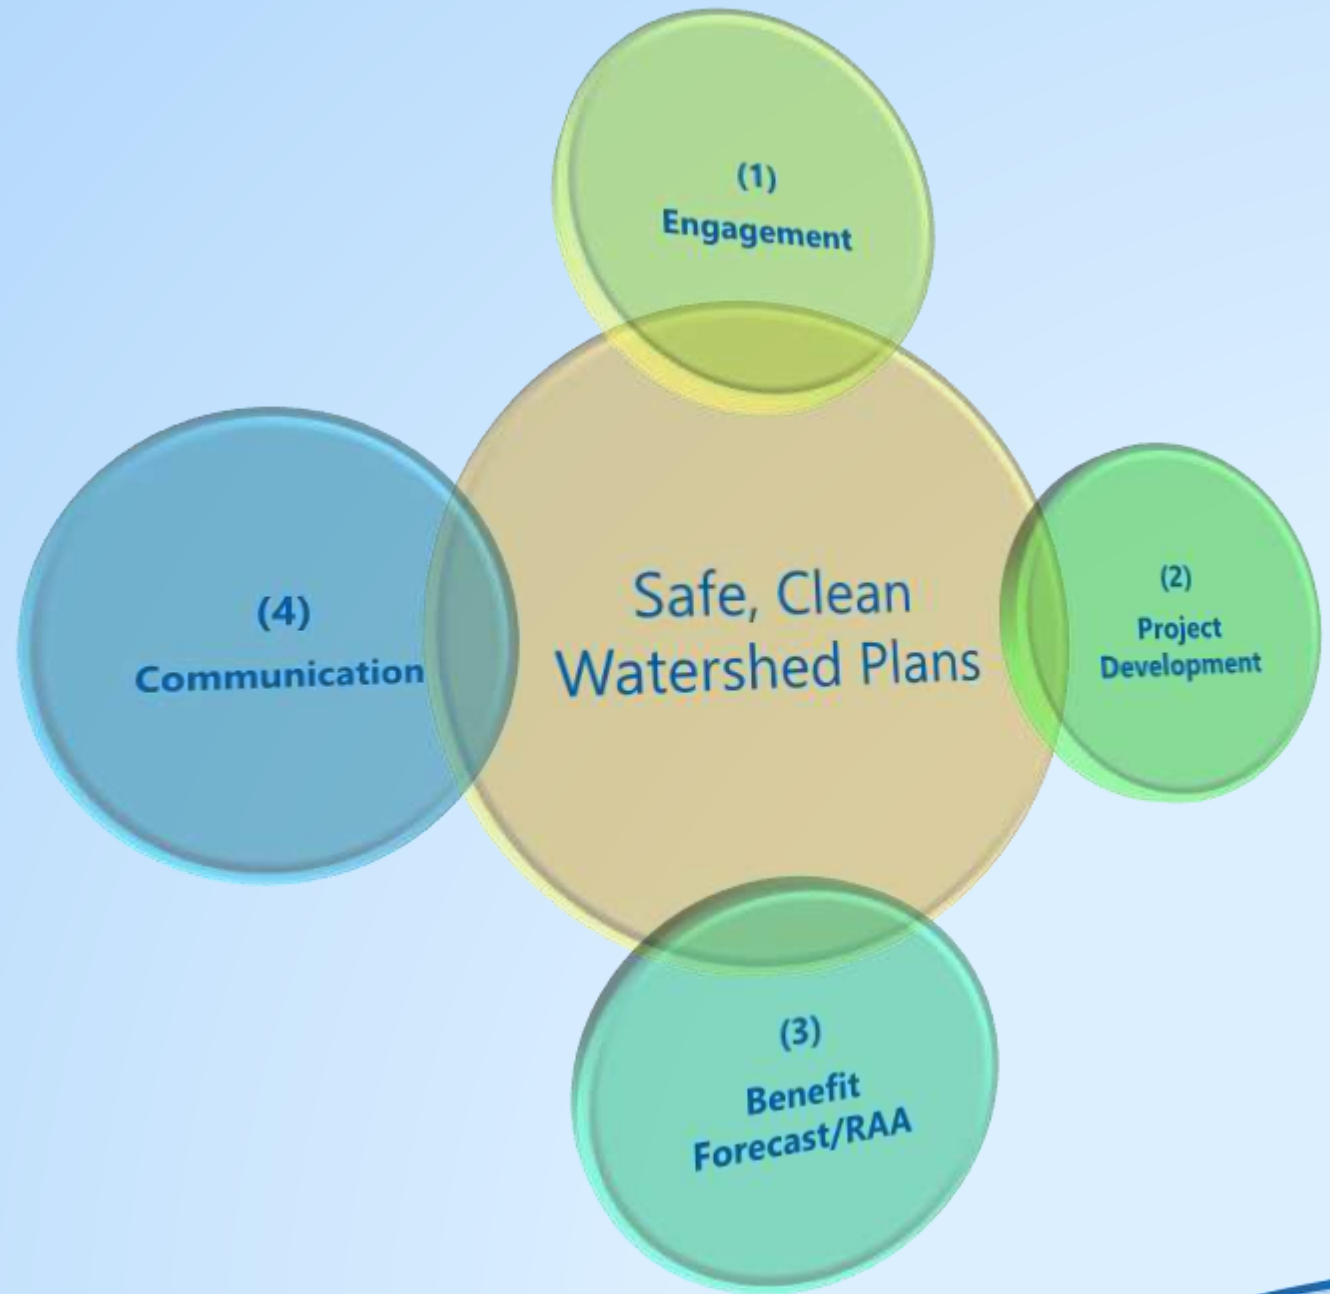 (1)
Engagement
Safe, Clean
Watershed Plans
(2)
Project
Development
(3)
Benefit
Forecast/RAA
(4)
Communication